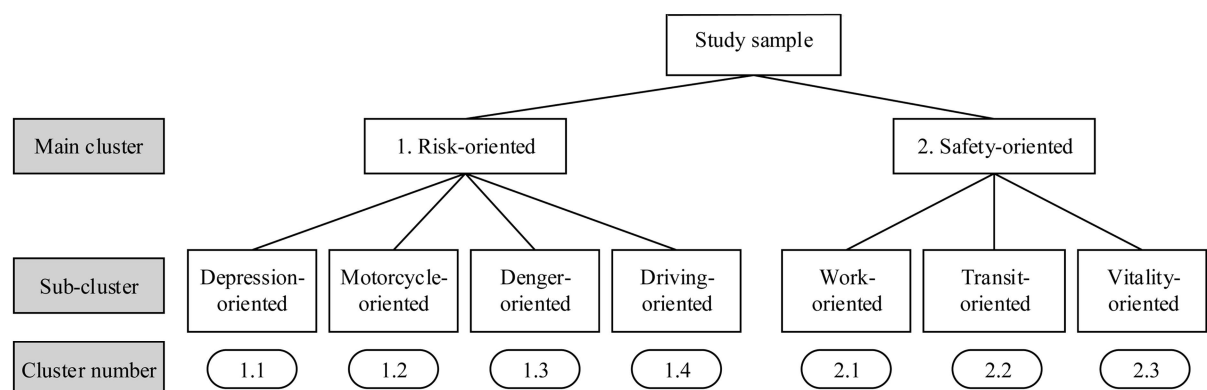 Study sample
Main cluster
1. Risk-oriented
2. Safety-oriented
Sub-cluster
Depression-
oriented
Motorcycle-
oriented
Denger-
oriented
Driving-
oriented
Work-
oriented
Transit-
oriented
Vitality-
oriented
Cluster number
1.1
1.2
1.3
1.4
2.1
2.2
2.3